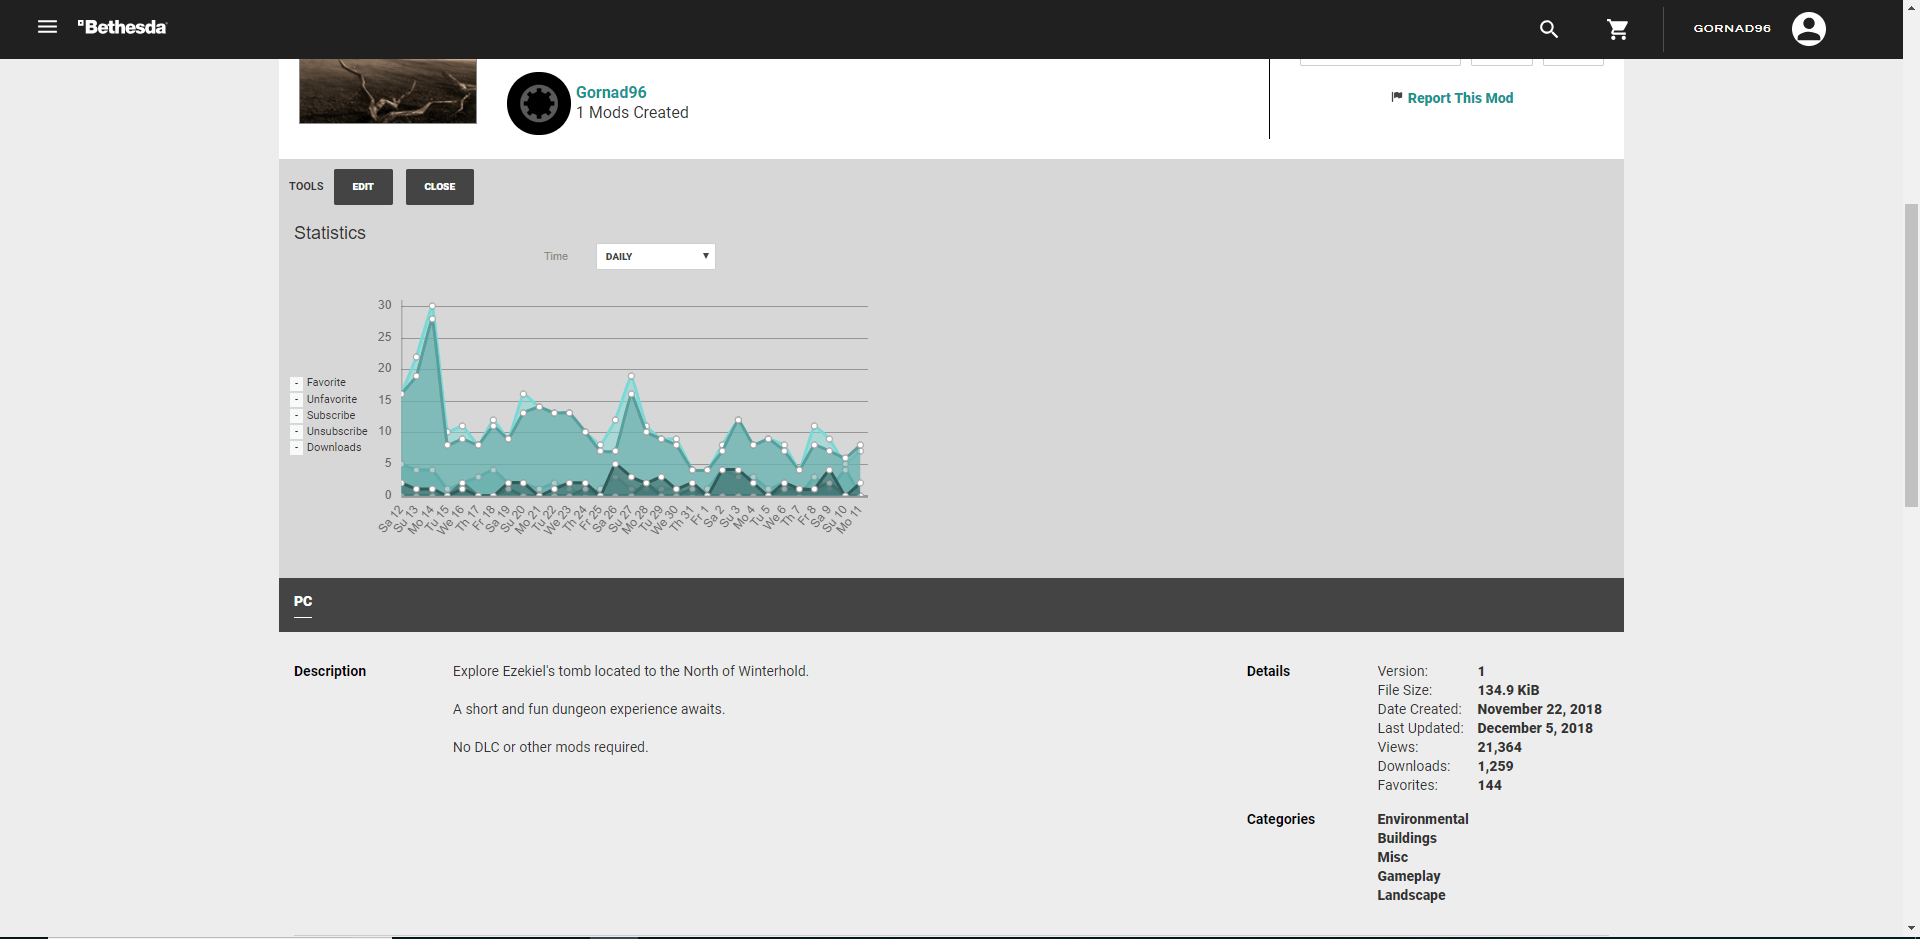 Bethesda
GORNAD96
Gornad96
1 Mods Created
Report This Mod
TOOLS
EDIT
CLOSE
Statistics
Time
DAILY
30
25
20
15
10
5
0
- Favorite
- Unfavorite
- Subscribe
- Unsubscribe
- Downloads
Sa 12
Su 13
Mo 14
Tu 15
We 16
Th 17
Fr 18
Sa 19
Su 20
Mo 21
Tu 22
We 23
Th 24
Fr 25
Sa 26
Su 27
Mo 28
Tu 29
We 30
Th 31
Fr 1
Sa 2
Su 3
Mo 4
Tu 5
We 6
Th 7
Fr 8
Sa 9
Su 10
Mo 11
PC
Description
Explore Ezekiel's tomb located to the North of Winterhold.
A short and fun dungeon experience awaits.
No DLC or other mods required.
Details
Version: 1
File Size: 134.9 KiB
Date Created: November 22, 2018
Last Updated: December 5, 2018
Views: 21,364
Downloads: 1,259
Favorites: 144
Categories
Environmental
Buildings
Misc
Gameplay
Landscape